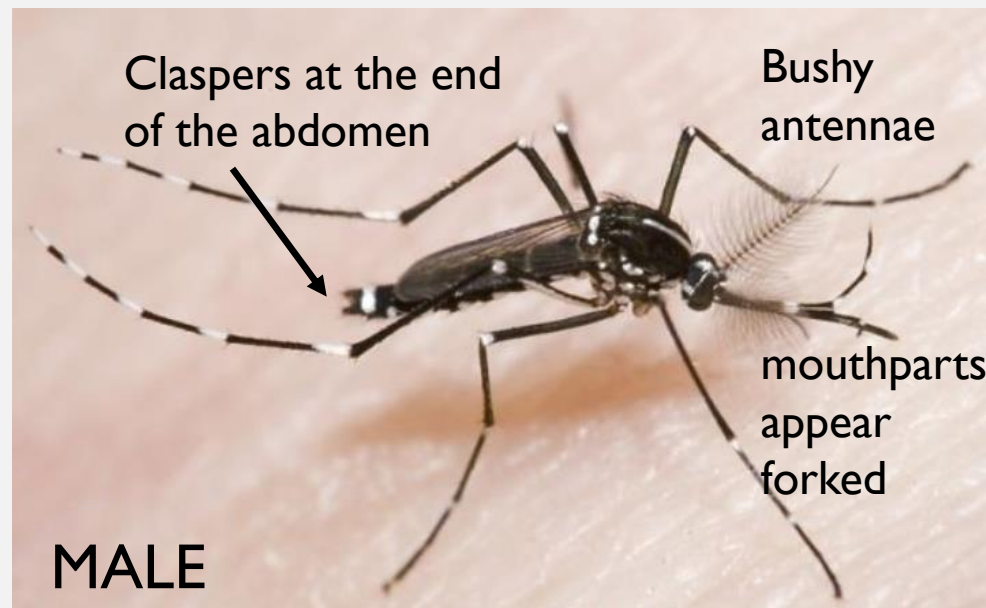 Claspers at the end
of the abdomen
Bushy
antennae
mouthparts
appear
forked
MALE